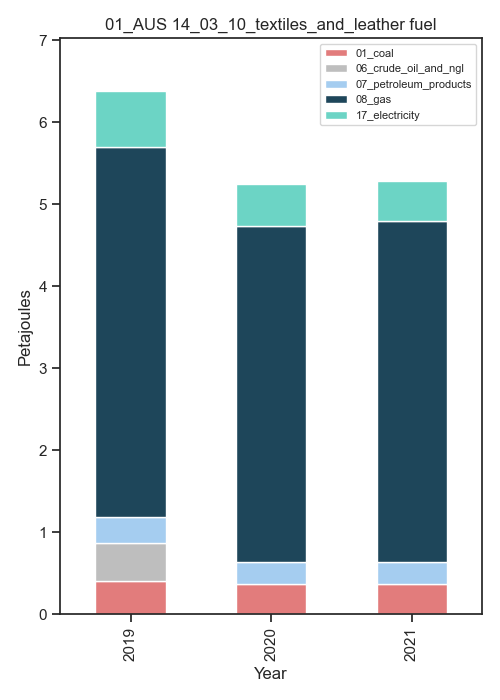 01_AUS 14_03_10_textiles_and_leather fuel
7
6
5
4
3
2
1
0
Petajoules
01_coal
06_crude_oil_and_ngl
07_petroleum_products
08_gas
17_electricity
2019
2020
2021
Year